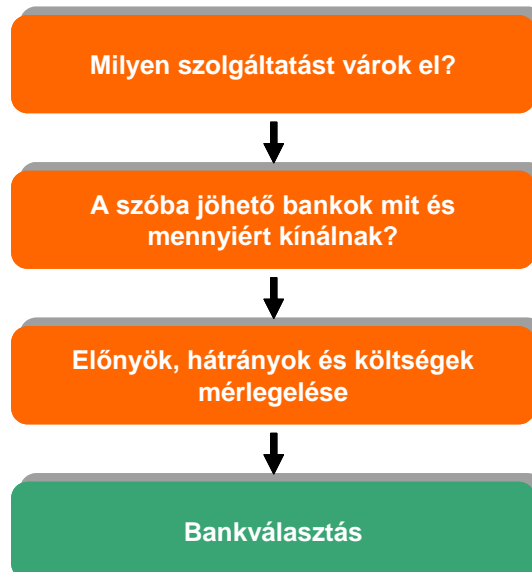 Milyen szolgáltatást várok el?
A szóba jöhető bankok mit és
mennyiért kínálnak?
Előnyök, hátrányok és költségek
mérlegelése
Bankválasztás